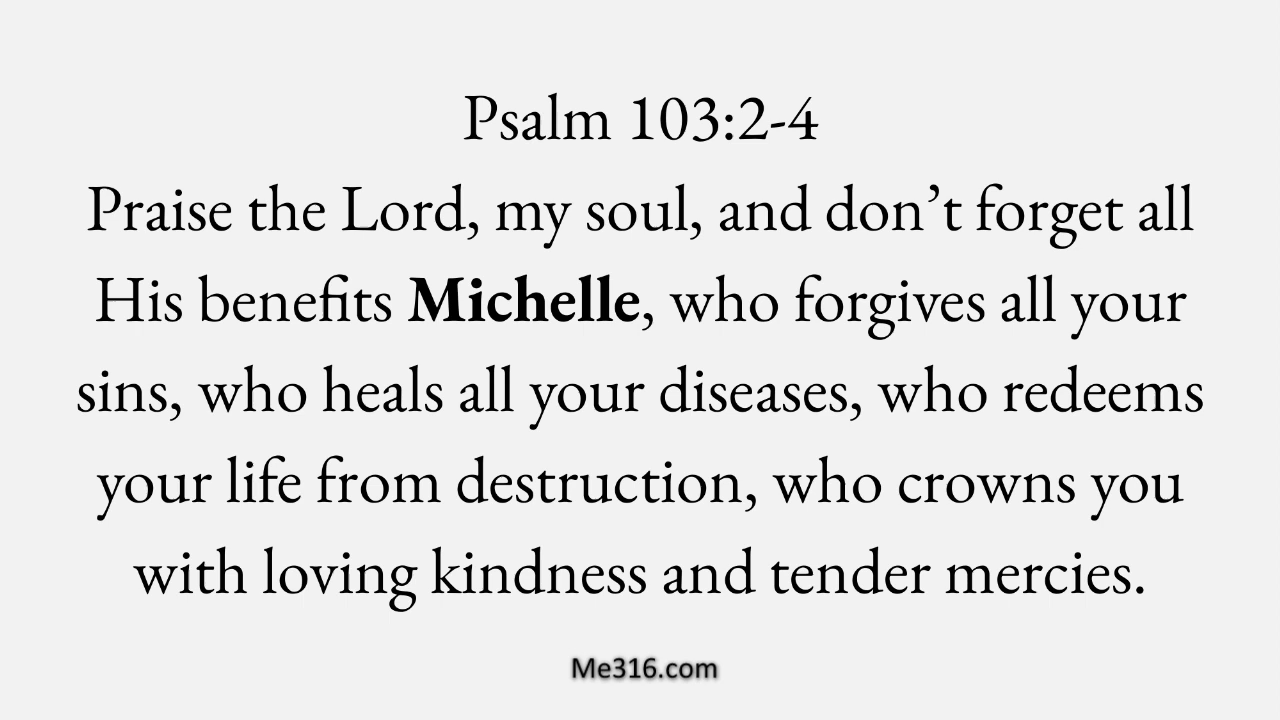 Psalm 103:2-4
Praise the Lord, my soul, and don’t forget all
His benefits Michelle, who forgives all your
sins, who heals all your diseases, who redeems
your life from destruction, who crowns you
with loving kindness and tender mercies.
Me316.com